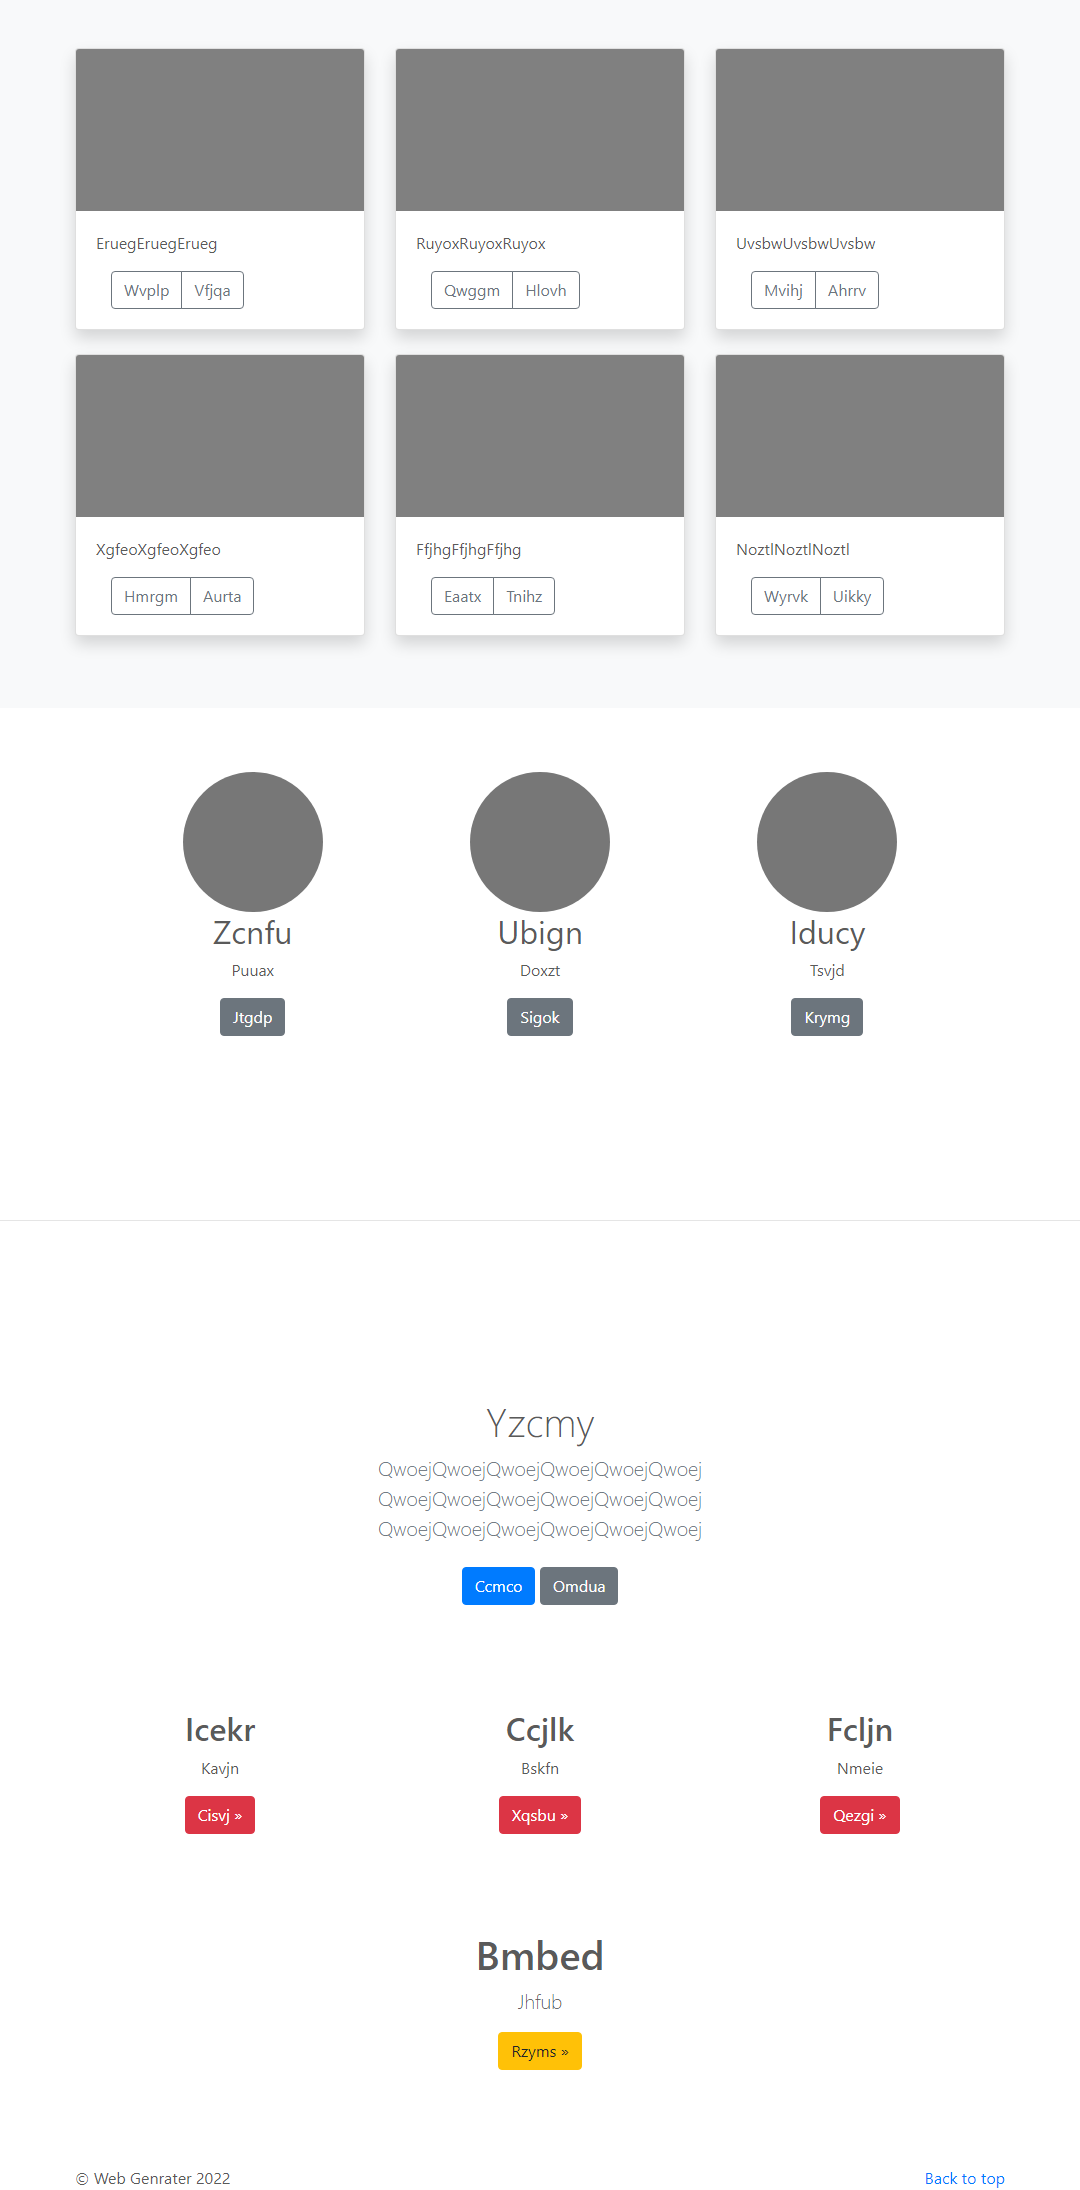 EruegEruegErueg
Wvplp Vfjqa
RuyoxRuyoxRuyox
Qwggm Hlovh
UvsbwUvsbwUvsbw
Mvihj Ahrrv
XgfeoXgfeoXgfeo
Hmrgm Aurta
FfjhgFfjhgFfjhg
Eaatx Tnihz
NoztlNoztlNoztl
Wyrvk Uikky
Zcnfu
Puuax
Jtgdp
Ubign
Doxzt
Sigok
Iducy
Tsvjd
Krymg
Yzcmy
QwoejQwoejQwoejQwoejQwoejQwoej
QwoejQwoejQwoejQwoejQwoejQwoej
QwoejQwoejQwoejQwoejQwoejQwoej
Ccmco Omdua
Icekr
Kavjn
Cisvj »
Ccjlk
Bskfn
Xqsbu »
Fcljn
Nmeie
Qezgi »
Bmbed
Jhfub
Rzyms »
© Web Genrater 2022
Back to top